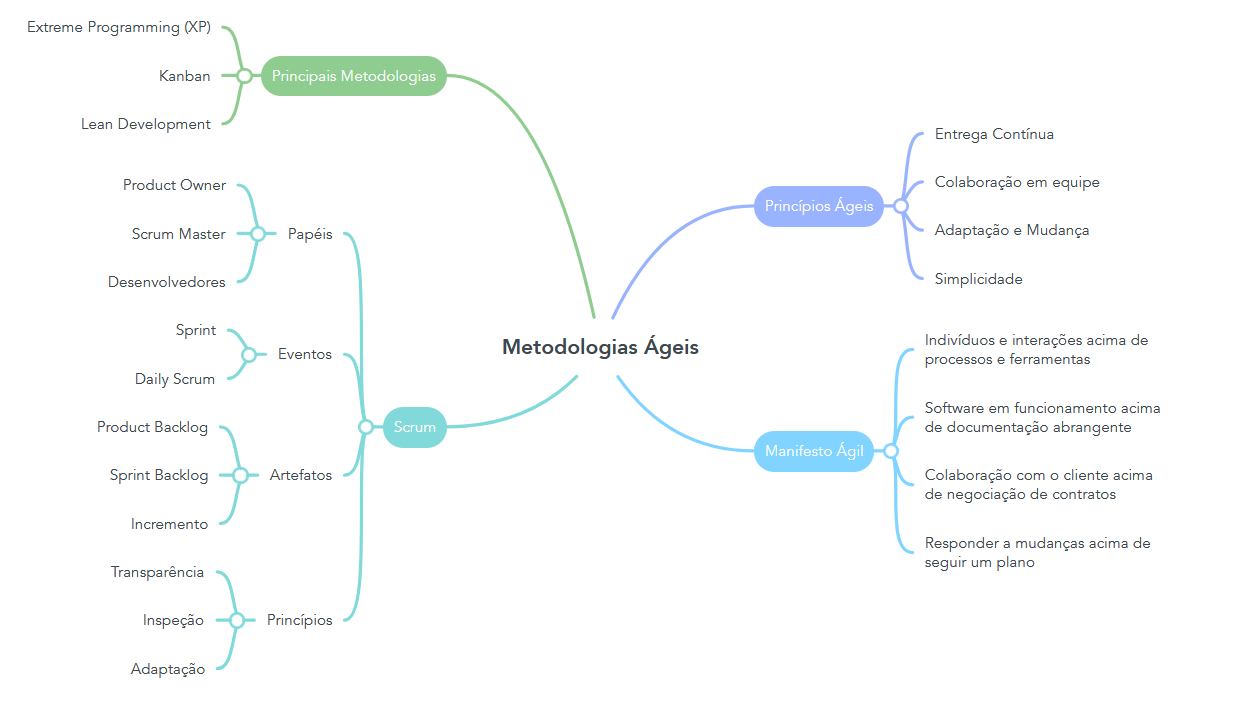 Metodologias Ágeis
Principais Metodologias
Extreme Programming (XP)
Kanban
Lean Development
Scrum
Papéis
Product Owner
Scrum Master
Desenvolvedores
Eventos
Sprint
Daily Scrum
Artefatos
Product Backlog
Sprint Backlog
Incremento
Princípios
Transparência
Inspeção
Adaptação
Princípios Ágeis
Entrega Contínua
Colaboração em equipe
Adaptação e Mudança
Simplicidade
Manifesto Ágil
Indivíduos e interações acima de
processos e ferramentas
Software em funcionamento acima
de documentação abrangente
Colaboração com o cliente acima
de negociação de contratos
Responder a mudanças acima de
seguir um plano